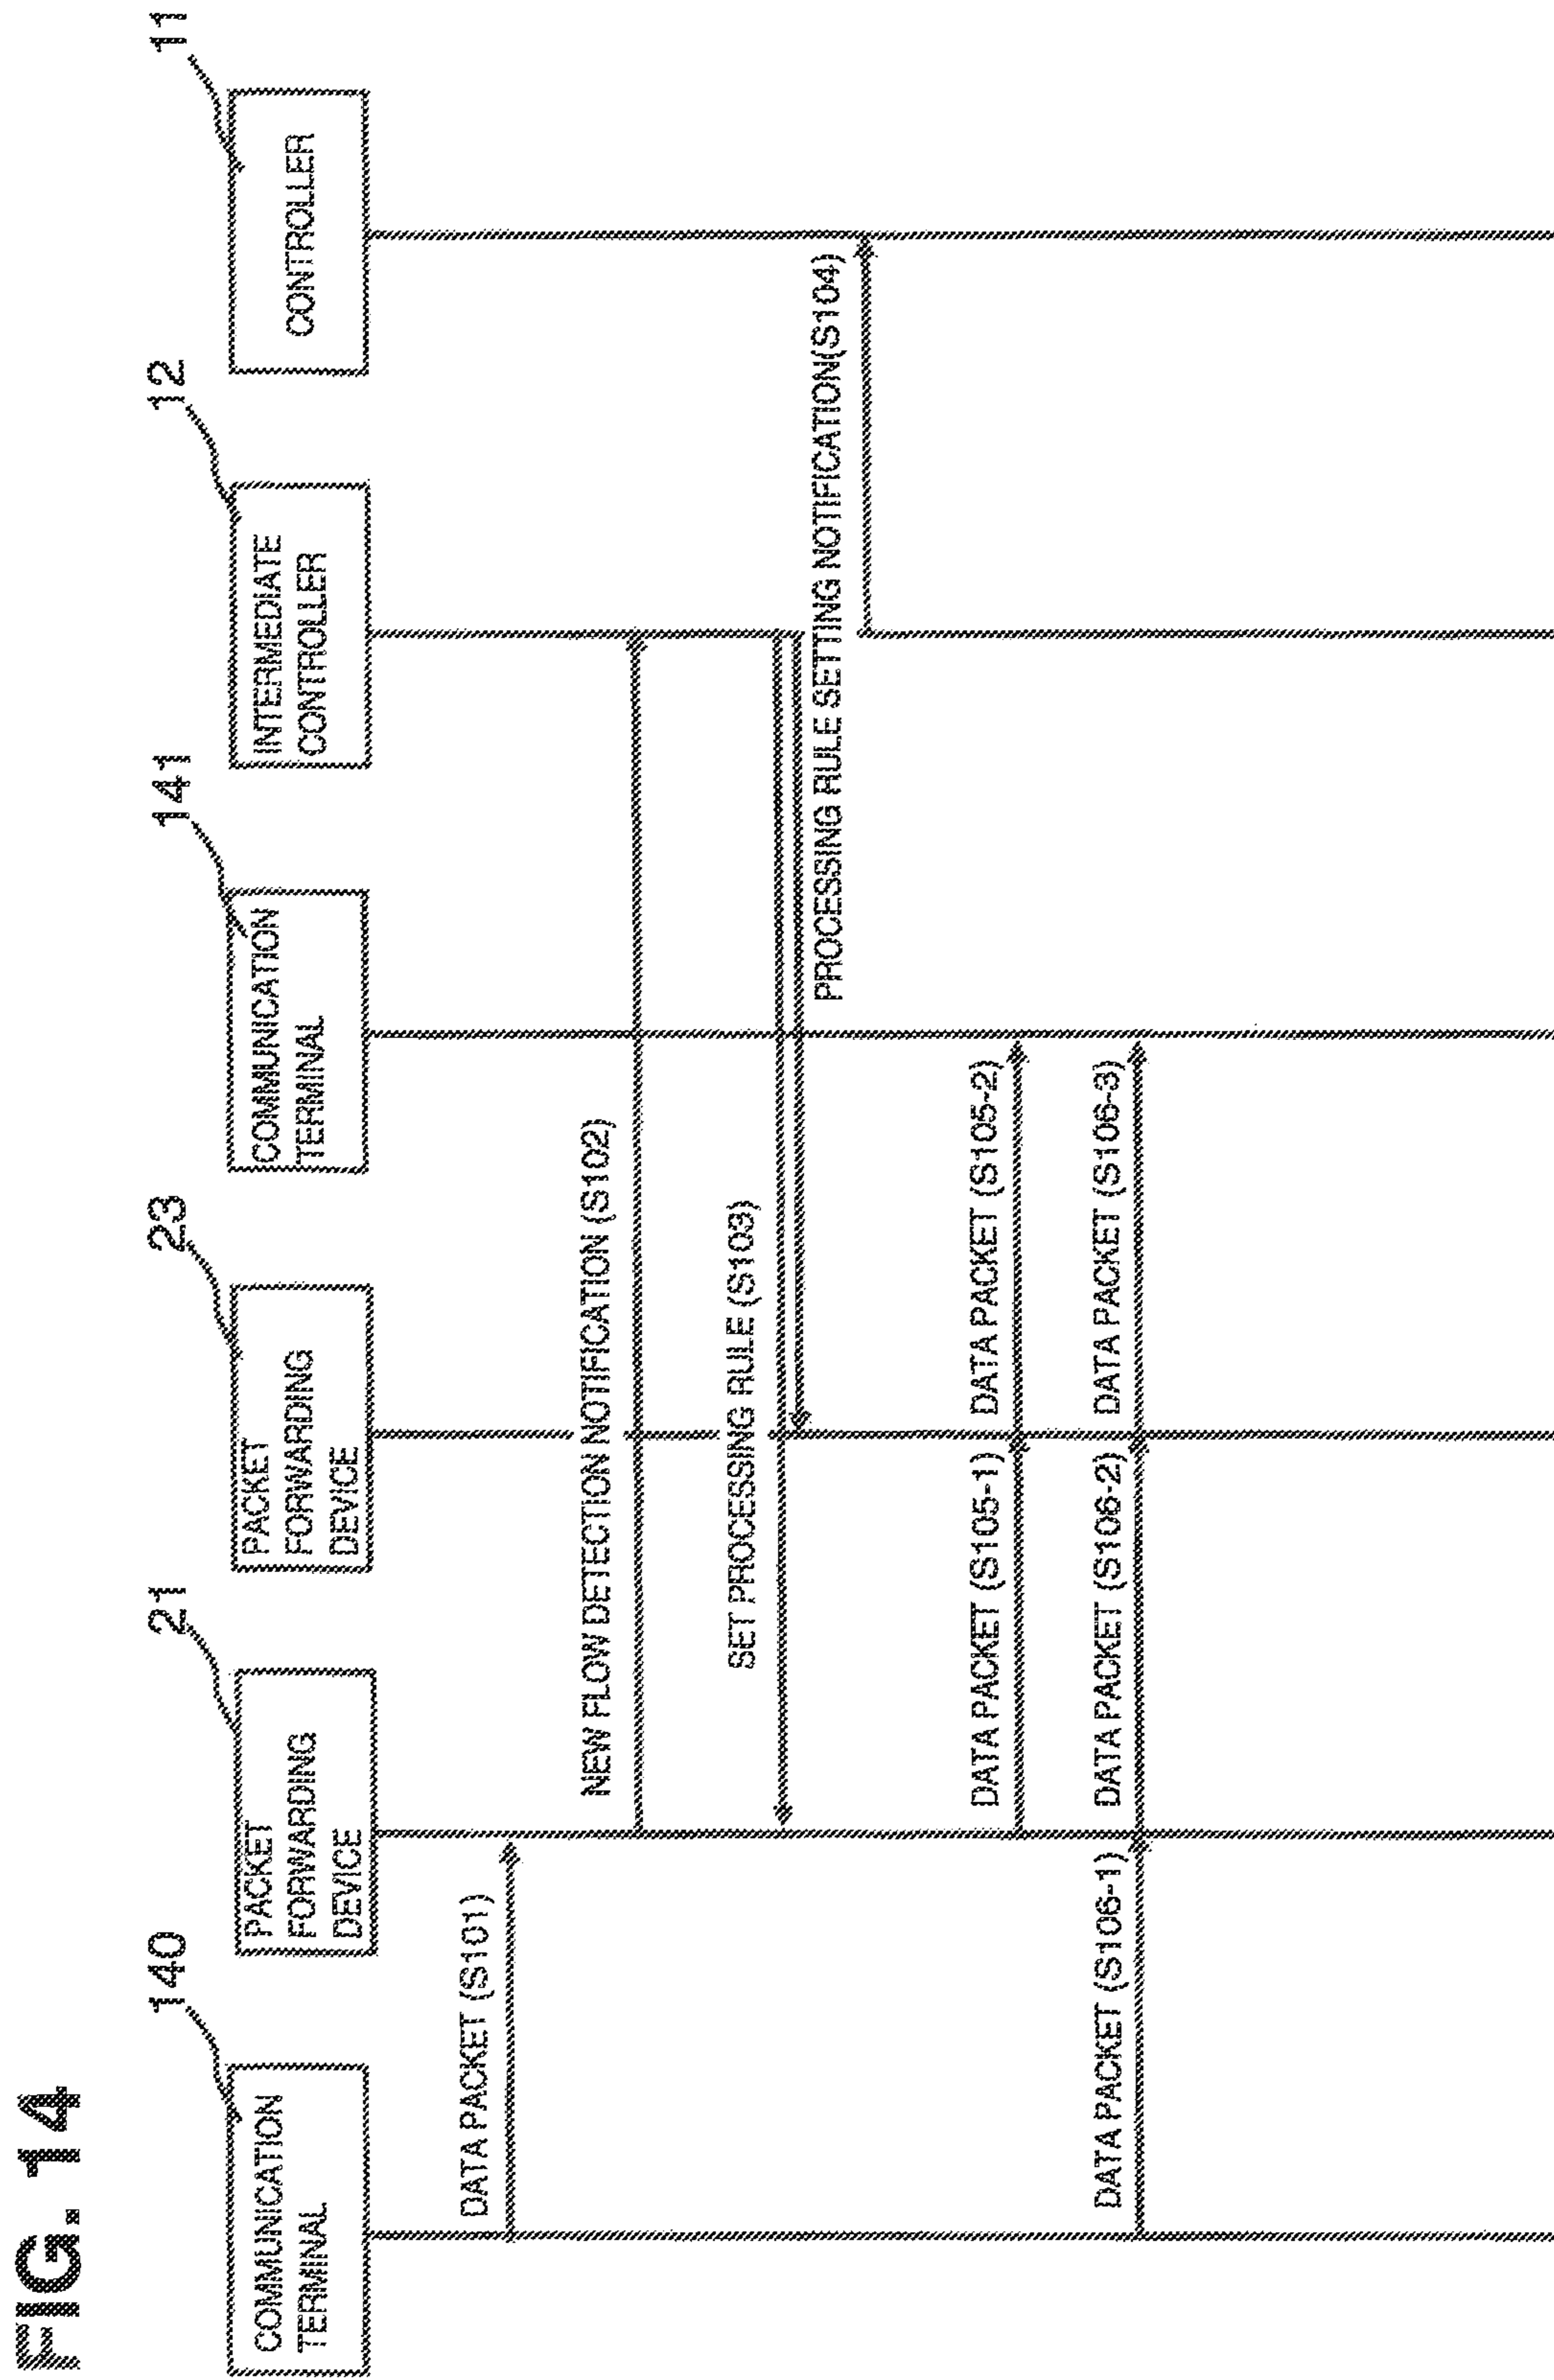 FIG. 14
140
COMMUNICATION
TERMINAL
21
PACKET
FORWARDING
DEVICE
23
PACKET
FORWARDING
DEVICE
141
COMMUNICATION
TERMINAL
12
INTERMEDIATE
CONTROLLER
11
CONTROLLER
DATA PACKET (S101)
NEW FLOW DETECTION NOTIFICATION (S102)
SET PROCESSING RULE (S103)
PROCESSING RULE SETTING NOTIFICATION(S104)
DATA PACKET (S105-1)
DATA PACKET (S105-2)
DATA PACKET (S106-1)
DATA PACKET (S106-2)
DATA PACKET (S106-3)